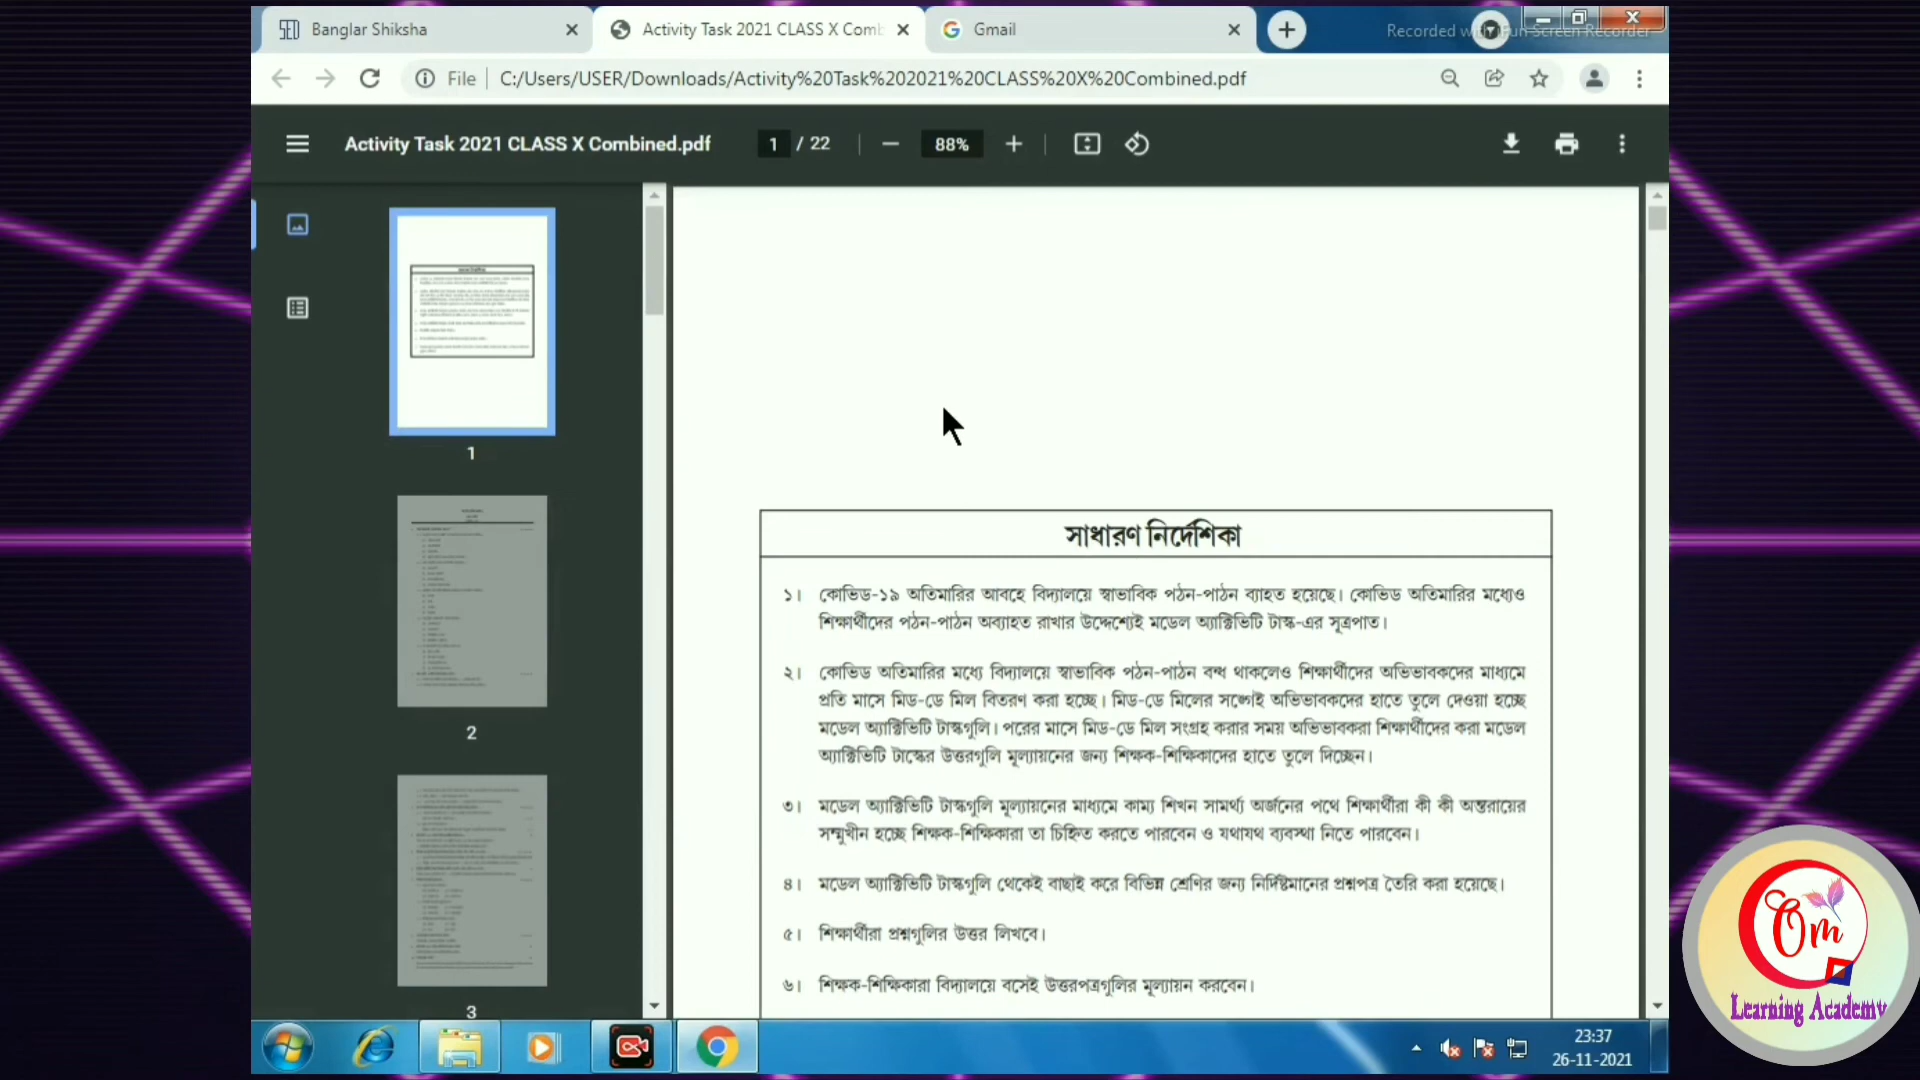 Banglar Shiksha
Activity Task 2021 CLASS X Comb
Gmail
Recorded with iFun Screen Recorder
File
C:/Users/USER/Downloads/Activity%20Task%202021%20CLASS%20X%20Combined.pdf
Activity Task 2021 CLASS X Combined.pdf
1 / 22
88%
1
2
3
সাধারণ নির্দেশিকা
১। কোভিড-১৯ অতিমারির আবহে বিদ্যালয়ে স্বাভাবিক পঠন-পাঠন ব্যাহত হয়েছে। কোভিড অতিমারির মধ্যেও
শিক্ষার্থীদের পঠন-পাঠন অব্যাহত রাখার উদ্দেশ্যেই মডেল অ্যাক্টিভিটি টাস্ক-এর সূত্রপাত।
২। কোভিড অতিমারির মধ্যে বিদ্যালয়ে স্বাভাবিক পঠন-পাঠন বন্ধ থাকলেও শিক্ষার্থীদের অভিভাবকদের মাধ্যমে
প্রতি মাসে মিড-ডে মিল বিতরণ করা হচ্ছে। মিড-ডে মিলের সঙ্গেই অভিভাবকদের হাতে তুলে দেওয়া হচ্ছে
মডেল অ্যাক্টিভিটি টাস্কগুলি। পরের মাসে মিড-ডে মিল সংগ্রহ করার সময় অভিভাবকরা শিক্ষার্থীদের করা মডেল
অ্যাক্টিভিটি টাস্কের উত্তরগুলি মূল্যায়নের জন্য শিক্ষক-শিক্ষিকাদের হাতে তুলে দিচ্ছেন।
৩। মডেল অ্যাক্টিভিটি টাস্কগুলি মূল্যায়নের মাধ্যমে কাম্য শিখন সামর্থ্য অর্জনের পথে শিক্ষার্থীরা কী কী অন্তরায়ের
সম্মুখীন হচ্ছে শিক্ষক-শিক্ষিকারা তা চিহ্নিত করতে পারবেন ও যথাযথ ব্যবস্থা নিতে পারবেন।
৪। মডেল অ্যাক্টিভিটি টাস্কগুলি থেকেই বাছাই করে বিভিন্ন শ্রেণির জন্য নির্দিষ্টমানের প্রশ্নপত্র তৈরি করা হয়েছে।
৫। শিক্ষার্থীরা প্রশ্নগুলির উত্তর লিখবে।
৬। শিক্ষক-শিক্ষিকারা বিদ্যালয়ে বসেই উত্তরপত্রগুলির মূল্যায়ন করবেন।
Om
Learning Academy
23:37
26-11-2021